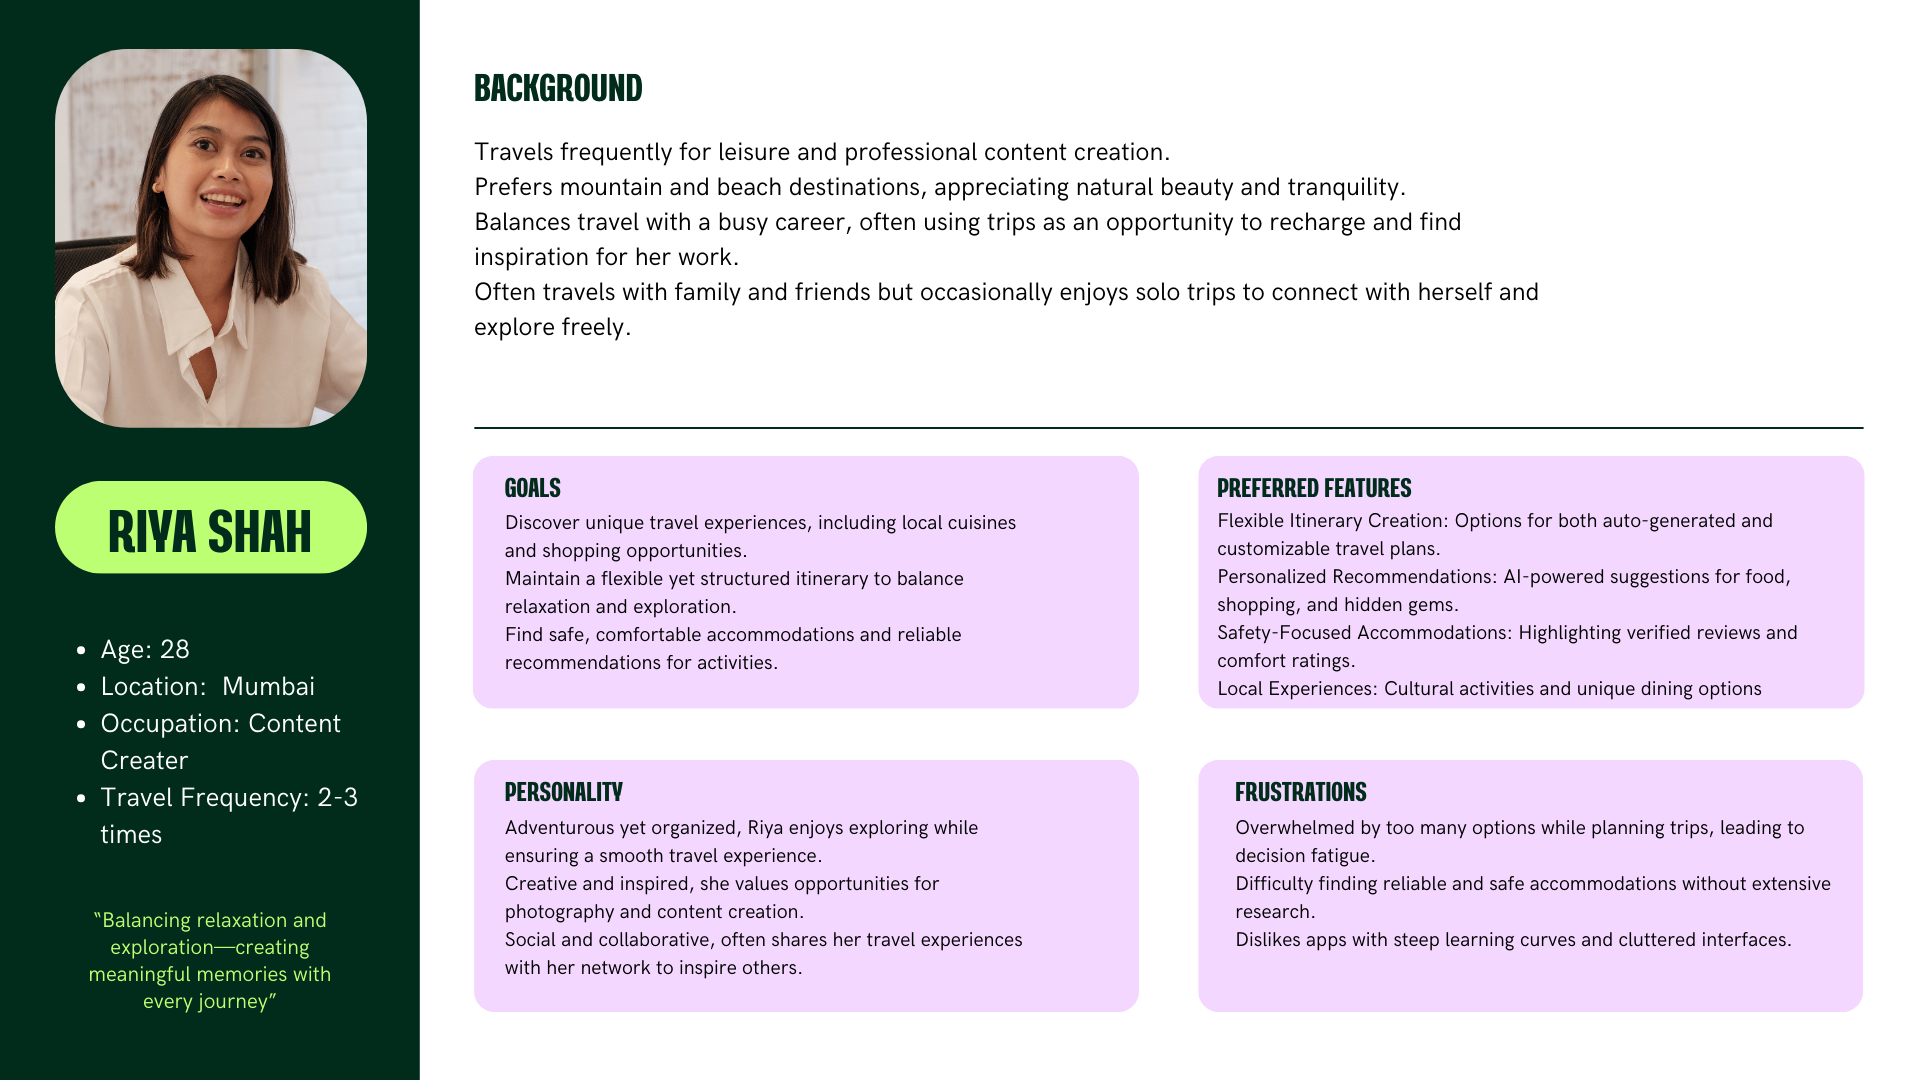 RIYA SHAH
• Age: 28
• Location:  Mumbai
• Occupation: Content
Creater
• Travel Frequency: 2-3
times
“Balancing relaxation and
exploration—creating
meaningful memories with
every journey”
BACKGROUND
Travels frequently for leisure and professional content creation.
Prefers mountain and beach destinations, appreciating natural beauty and tranquility.
Balances travel with a busy career, often using trips as an opportunity to recharge and find
inspiration for her work.
Often travels with family and friends but occasionally enjoys solo trips to connect with herself and
explore freely.
GOALS
Discover unique travel experiences, including local cuisines
and shopping opportunities.
Maintain a flexible yet structured itinerary to balance
relaxation and exploration.
Find safe, comfortable accommodations and reliable
recommendations for activities.
PREFERRED FEATURES
Flexible Itinerary Creation: Options for both auto-generated and
customizable travel plans.
Personalized Recommendations: AI-powered suggestions for food,
shopping, and hidden gems.
Safety-Focused Accommodations: Highlighting verified reviews and
comfort ratings.
Local Experiences: Cultural activities and unique dining options
PERSONALITY
Adventurous yet organized, Riya enjoys exploring while
ensuring a smooth travel experience.
Creative and inspired, she values opportunities for
photography and content creation.
Social and collaborative, often shares her travel experiences
with her network to inspire others.
FRUSTRATIONS
Overwhelmed by too many options while planning trips, leading to
decision fatigue.
Difficulty finding reliable and safe accommodations without extensive
research.
Dislikes apps with steep learning curves and cluttered interfaces.